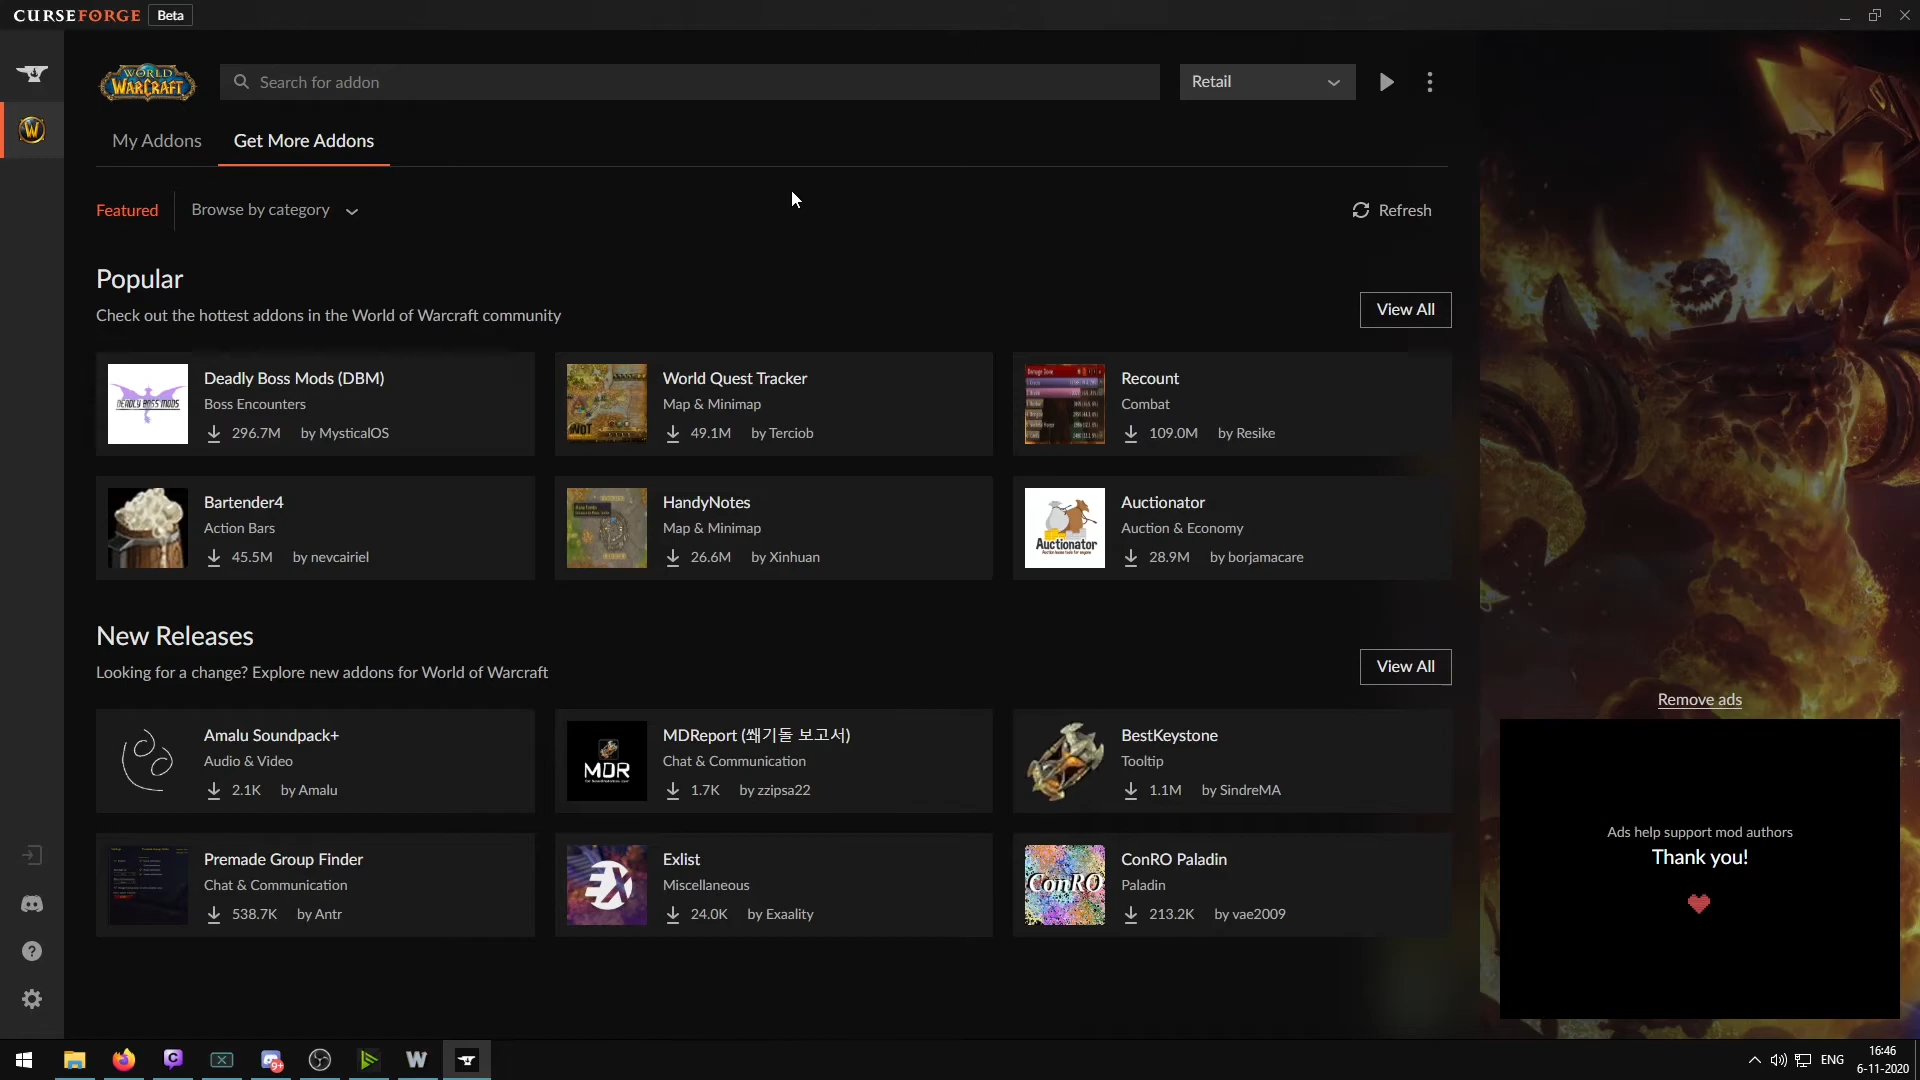 CURSEFORGE Beta
WORLD
WARCRAFT
Search for addon
Retail
My Addons
Get More Addons
Featured
Browse by category
Refresh
Popular
Check out the hottest addons in the World of Warcraft community
View All
DEADLY BOSS MODS
Deadly Boss Mods (DBM)
Boss Encounters
296.7M by MysticalOS
World Quest Tracker
Map & Minimap
49.1M by Terciob
Recount
Combat
109.0M by Resike
Bartender4
Action Bars
45.5M by nevcairiel
HandyNotes
Map & Minimap
26.6M by Xinhuan
Auctionator
Auctionator
Auction & Economy
28.9M by borjamacare
New Releases
Looking for a change? Explore new addons for World of Warcraft
View All
Amalu Soundpack+
Audio & Video
2.1K by Amalu
MDR
MDReport (쐐기돌 보고서)
Chat & Communication
1.7K by zzipsa22
BestKeystone
Tooltip
1.1M by SindreMA
Premade Group Finder
Chat & Communication
538.7K by Antr
EX
Exlist
Miscellaneous
24.0K by Exaality
ConRO
ConRO Paladin
Paladin
213.2K by vae2009
Remove ads
Ads help support mod authors
Thank you!
9+
ENG
16:46
6-11-2020